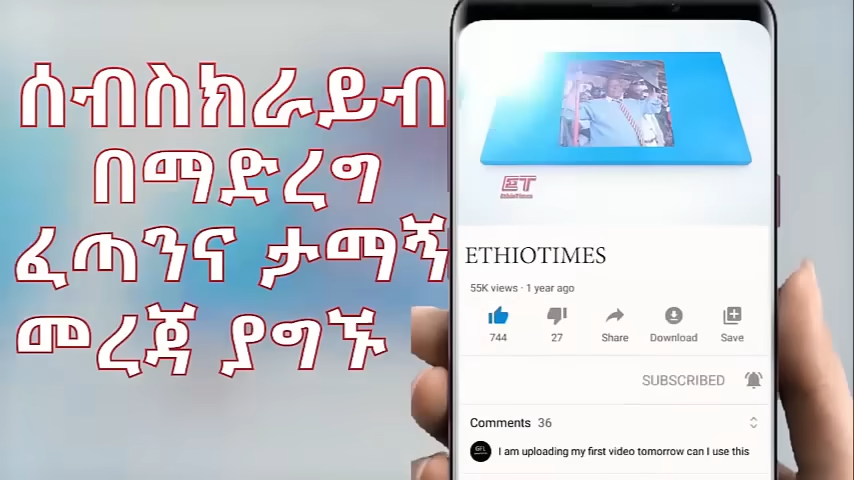 ሰብስክራይብ
በማድረግ
ፈጣንና ታማኝ
መረጃ ያግኙ
ET
EthioTimes
ETHIOTIMES
55K views · 1 year ago
744 27 Share Download Save
SUBSCRIBED
Comments 36
I am uploading my first video tomorrow can I use this